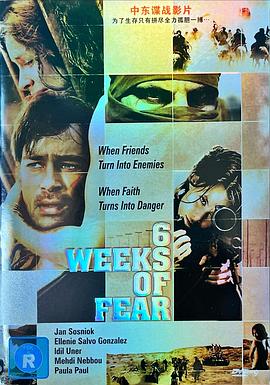 中东谍战影片
为了生存只有拼尽全力孤胆一搏···
When Friends
Turn Into Enemies
When Faith
Turns Into Danger
6
WEEKS
OF
FEAR
Jan Sosniok
Ellenie Salvo Gonzalez
Idil Uner
Mehdi Nebbou
Paula Paul
R